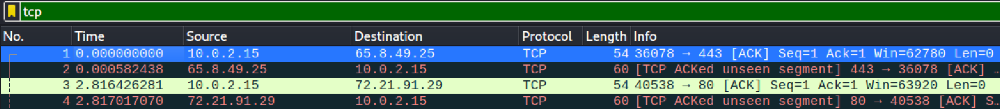 tcp
No. Time Source Destination Protocol Length Info
1 0.000000000 10.0.2.15 65.8.49.25 TCP 54 36078 → 443 [ACK] Seq=1 Ack=1 Win=62780 Len=0
2 0.000582438 65.8.49.25 10.0.2.15 TCP 60 [TCP ACKed unseen segment] 443 → 36078 [ACK] …
3 2.816426281 10.0.2.15 72.21.91.29 TCP 54 40538 → 80 [ACK] Seq=1 Ack=1 Win=63920 Len=0
4 2.817017070 72.21.91.29 10.0.2.15 TCP 60 [TCP ACKed unseen segment] 80 → 40538 [ACK] S…